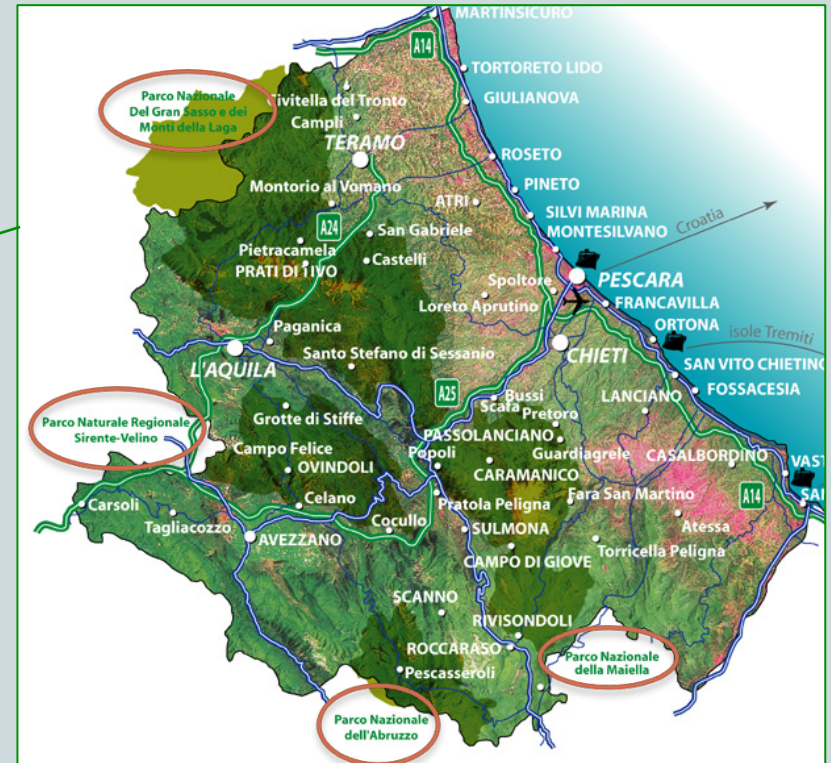 MARTINSICURO
A14
TORTORETO LIDO
Parco Nazionale
Del Gran Sasso e dei
Monti della Laga
Civitella del Tronto
GIULIANOVA
Campli
TERAMO
ROSETO
Montorio al Vomano
PINETO
ATRI
SILVI MARINA
Croatia
A24
San Gabriele
MONTESILVANO
Pietracamela
PRATI DI TIVO
Castelli
Spoltore
PESCARA
Loreto Aprutino
FRANCAVILLA
Paganica
ORTONA
isole Tremiti
L'AQUILA
Santo Stefano di Sessanio
CHIETI
SAN VITO CHIETINO
A25
Bussi
LANCIANO
FOSSACESIA
Scafa
Parco Naturale Regionale
Sirente-Velino
Grotte di Stiffe
Pretoro
PASSOLANCIANO
Campo Felice
Guardiagrele
CASALBORDINO
OVINDOLI
Popoli
CARAMANICO
VAST
Carsoli
Celano
Pratola Peligna
Fara San Martino
A14
SAL
Tagliacozzo
Cocullo
Atessa
AVEZZANO
SULMONA
CAMPO DI GIOVE
Torricella Peligna
SCANNO
RIVISONDOLI
ROCCARASO
Parco Nazionale
della Maiella
Pescasseroli
Parco Nazionale
dell'Abruzzo